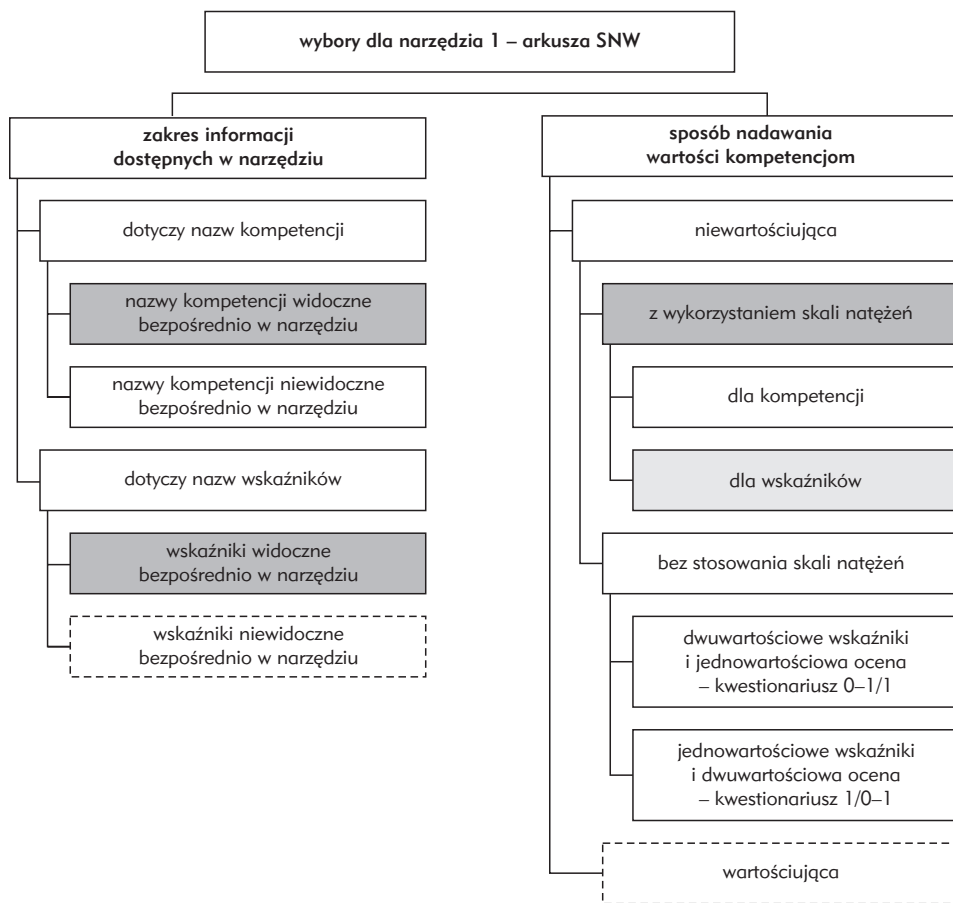 wybory dla narzędzia 1 – arkusza SNW
zakres informacji
dostępnych w narzędziu
dotyczy nazw kompetencji
nazwy kompetencji widoczne
bezpośrednio w narzędziu
nazwy kompetencji niewidoczne
bezpośrednio w narzędziu
dotyczy nazw wskaźników
wskaźniki widoczne
bezpośrednio w narzędziu
wskaźniki niewidoczne
bezpośrednio w narzędziu
sposób nadawania
wartości kompetencjom
niewartościująca
z wykorzystaniem skali natężeń
dla kompetencji
dla wskaźników
bez stosowania skali natężeń
dwuwartościowe wskaźniki
i jednowartościowa ocena
– kwestionariusz 0–1/1
jednowartościowe wskaźniki
i dwuwartościowa ocena
– kwestionariusz 1/0–1
wartościująca